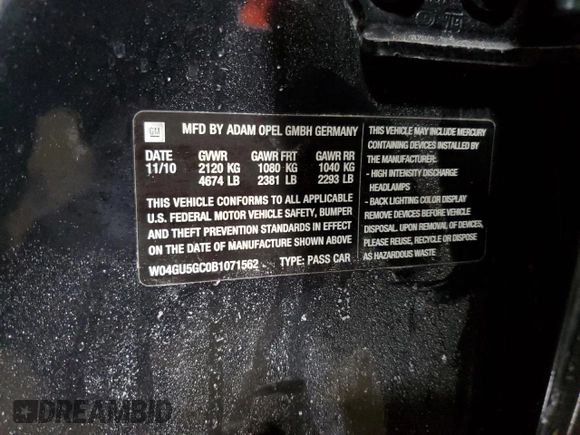 GM
MFD BY ADAM OPEL GMBH GERMANY
DATE GVWR GAWR FRT GAWR RR
11/10 2120 KG 1080 KG 1040 KG
4674 LB 2381 LB 2293 LB
THIS VEHICLE CONFORMS TO ALL APPLICABLE
U.S. FEDERAL MOTOR VEHICLE SAFETY, BUMPER
AND THEFT PREVENTION STANDARDS IN EFFECT
ON THE DATE OF MANUFACTURE SHOWN ABOVE.
W04GU5GC0B1071562 TYPE: PASS CAR
THIS VEHICLE MAY INCLUDE MERCURY
CONTAINING DEVICES INSTALLED BY
THE MANUFACTURER:
- HIGH INTENSITY DISCHARGE
HEADLAMPS
- BACK LIGHTING COLOR DISPLAY
REMOVE DEVICES BEFORE VEHICLE
DISPOSAL. UPON REMOVAL OF DEVICES,
PLEASE REUSE, RECYCLE OR DISPOSE
AS HAZARDOUS WASTE
DREAMBID